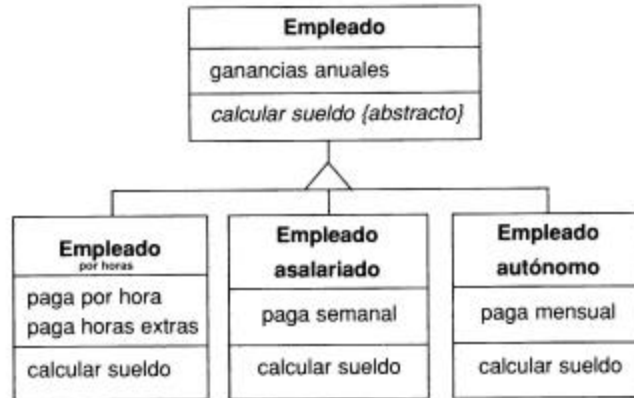 Empleado
ganancias anuales
calcular sueldo {abstracto}
Empleado
por horas
paga por hora
paga horas extras
calcular sueldo
Empleado
asalariado
paga semanal
calcular sueldo
Empleado
autónomo
paga mensual
calcular sueldo